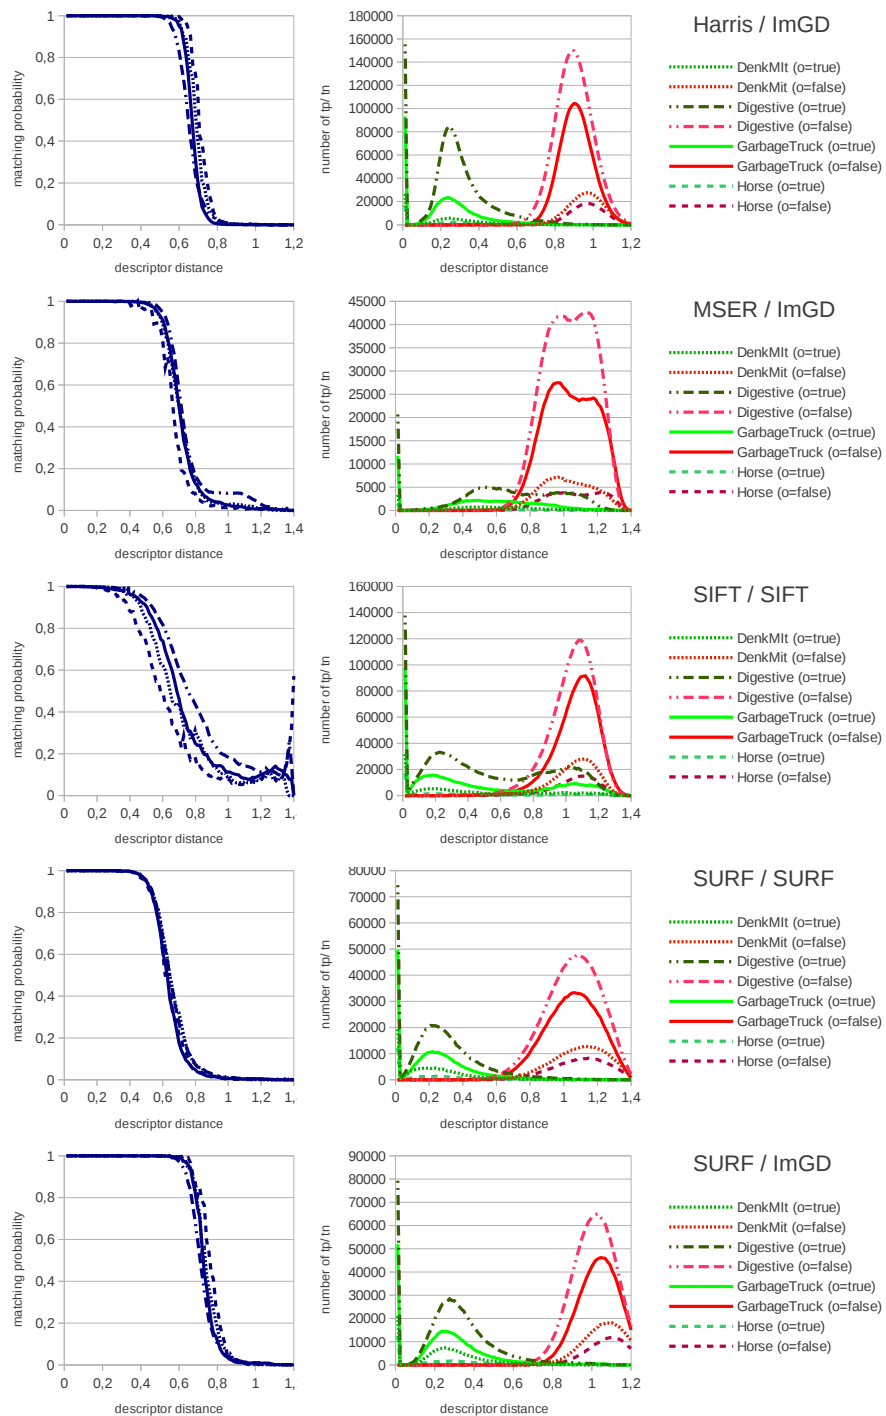 Harris / ImGD
matching probability
1
0,8
0,6
0,4
0,2
0
0 0,2 0,4 0,6 0,8 1 1,2
descriptor distance
number of tp/ tn
180000
160000
140000
120000
100000
80000
60000
40000
20000
0
0 0,2 0,4 0,6 0,8 1 1,2
descriptor distance
DenkMIt (o=true)
DenkMit (o=false)
Digestive (o=true)
Digestive (o=false)
GarbageTruck (o=true)
GarbageTruck (o=false)
Horse (o=true)
Horse (o=false)
MSER / ImGD
matching probability
1
0,8
0,6
0,4
0,2
0
0 0,2 0,4 0,6 0,8 1 1,2 1,4
descriptor distance
number of tp/ tn
45000
40000
35000
30000
25000
20000
15000
10000
5000
0
0 0,2 0,4 0,6 0,8 1 1,2 1,4
descriptor distance
DenkMIt (o=true)
DenkMit (o=false)
Digestive (o=true)
Digestive (o=false)
GarbageTruck (o=true)
GarbageTruck (o=false)
Horse (o=true)
Horse (o=false)
SIFT / SIFT
matching probability
1
0,8
0,6
0,4
0,2
0
0 0,2 0,4 0,6 0,8 1 1,2 1,4
descriptor distance
number of tp/ tn
160000
140000
120000
100000
80000
60000
40000
20000
0
0 0,2 0,4 0,6 0,8 1 1,2 1,4
descriptor distance
DenkMIt (o=true)
DenkMit (o=false)
Digestive (o=true)
Digestive (o=false)
GarbageTruck (o=true)
GarbageTruck (o=false)
Horse (o=true)
Horse (o=false)
SURF / SURF
matching probability
1
0,8
0,6
0,4
0,2
0
0 0,2 0,4 0,6 0,8 1 1,
descriptor distance
number of tp/ tn
80000
70000
60000
50000
40000
30000
20000
10000
0
0 0,2 0,4 0,6 0,8 1 1,2 1,4
descriptor distance
DenkMIt (o=true)
DenkMit (o=false)
Digestive (o=true)
Digestive (o=false)
GarbageTruck (o=true)
GarbageTruck (o=false)
Horse (o=true)
Horse (o=false)
SURF / ImGD
matching probability
1
0,8
0,6
0,4
0,2
0
0 0,2 0,4 0,6 0,8 1 1,
descriptor distance
number of tp/ tn
90000
80000
70000
60000
50000
40000
30000
20000
10000
0
0 0,2 0,4 0,6 0,8 1 1,2
descriptor distance
DenkMIt (o=true)
DenkMit (o=false)
Digestive (o=true)
Digestive (o=false)
GarbageTruck (o=true)
GarbageTruck (o=false)
Horse (o=true)
Horse (o=false)